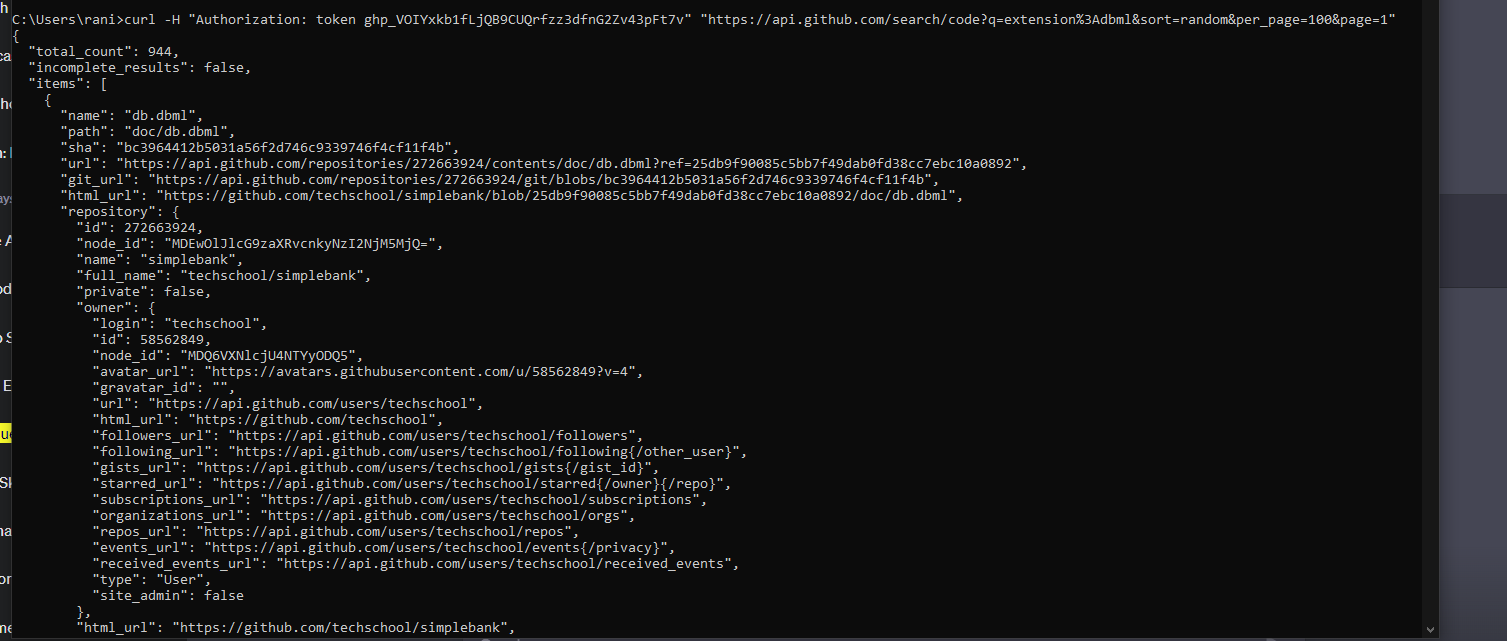 C:\Users\rani>curl -H "Authorization: token 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" "https://api.github.com/search/code?q=extension%3Adbml&sort=random&per_page=100&page=1"
{
"total_count": 944,
"incomplete_results": false,
"items": [
{
"name": "db.dbml",
"path": "doc/db.dbml",
"sha": "bc3964412b5031a56f2d746c9339746f4cf11f4b",
"url": "https://api.github.com/repositories/272663924/contents/doc/db.dbml?ref=25db9f90085c5bb7f49dab0fd38cc7ebc10a0892",
"git_url": "https://api.github.com/repositories/272663924/git/blobs/bc3964412b5031a56f2d746c9339746f4cf11f4b",
"html_url": "https://github.com/techschool/simplebank/blob/25db9f90085c5bb7f49dab0fd38cc7ebc10a0892/doc/db.dbml",
"repository": {
"id": 272663924,
"node_id": "MDEwOlJlcG9zaXRvcnkyNzI2NjM5MjQ=",
"name": "simplebank",
"full_name": "techschool/simplebank",
"private": false,
"owner": {
"login": "techschool",
"id": 58562849,
"node_id": "MDQ6VXNlcjU4NTYyODQ5",
"avatar_url": "https://avatars.githubusercontent.com/u/58562849?v=4",
"gravatar_id": "",
"url": "https://api.github.com/users/techschool",
"html_url": "https://github.com/techschool",
"followers_url": "https://api.github.com/users/techschool/followers",
"following_url": "https://api.github.com/users/techschool/following{/other_user}",
"gists_url": "https://api.github.com/users/techschool/gists{/gist_id}",
"starred_url": "https://api.github.com/users/techschool/starred{/owner}{/repo}",
"subscriptions_url": "https://api.github.com/users/techschool/subscriptions",
"organizations_url": "https://api.github.com/users/techschool/orgs",
"repos_url": "https://api.github.com/users/techschool/repos",
"events_url": "https://api.github.com/users/techschool/events{/privacy}",
"received_events_url": "https://api.github.com/users/techschool/received_events",
"type": "User",
"site_admin": false
},
"html_url": "https://github.com/techschool/simplebank",